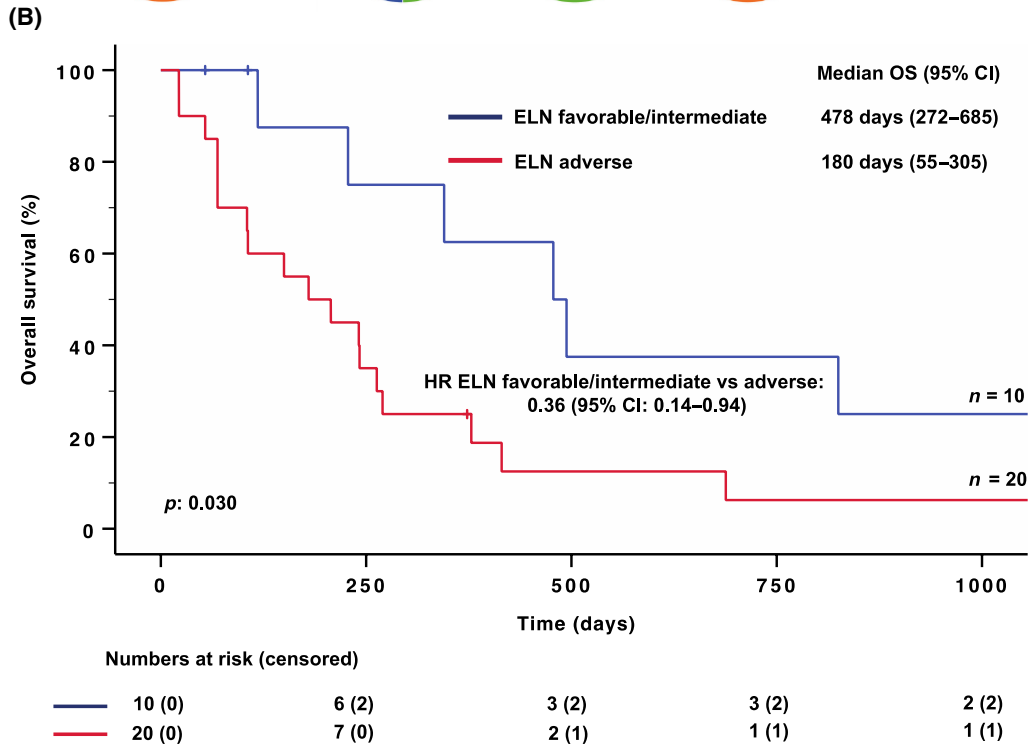 (B)
Median OS (95% CI)
ELN favorable/intermediate 478 days (272–685)
ELN adverse 180 days (55–305)
100
80
60
40
20
0
Overall survival (%)
HR ELN favorable/intermediate vs adverse:
0.36 (95% CI: 0.14–0.94)
n = 10
n = 20
p: 0.030
0 250 500 750 1000
Time (days)
Numbers at risk (censored)
10 (0) 6 (2) 3 (2) 3 (2) 2 (2)
20 (0) 7 (0) 2 (1) 1 (1) 1 (1)